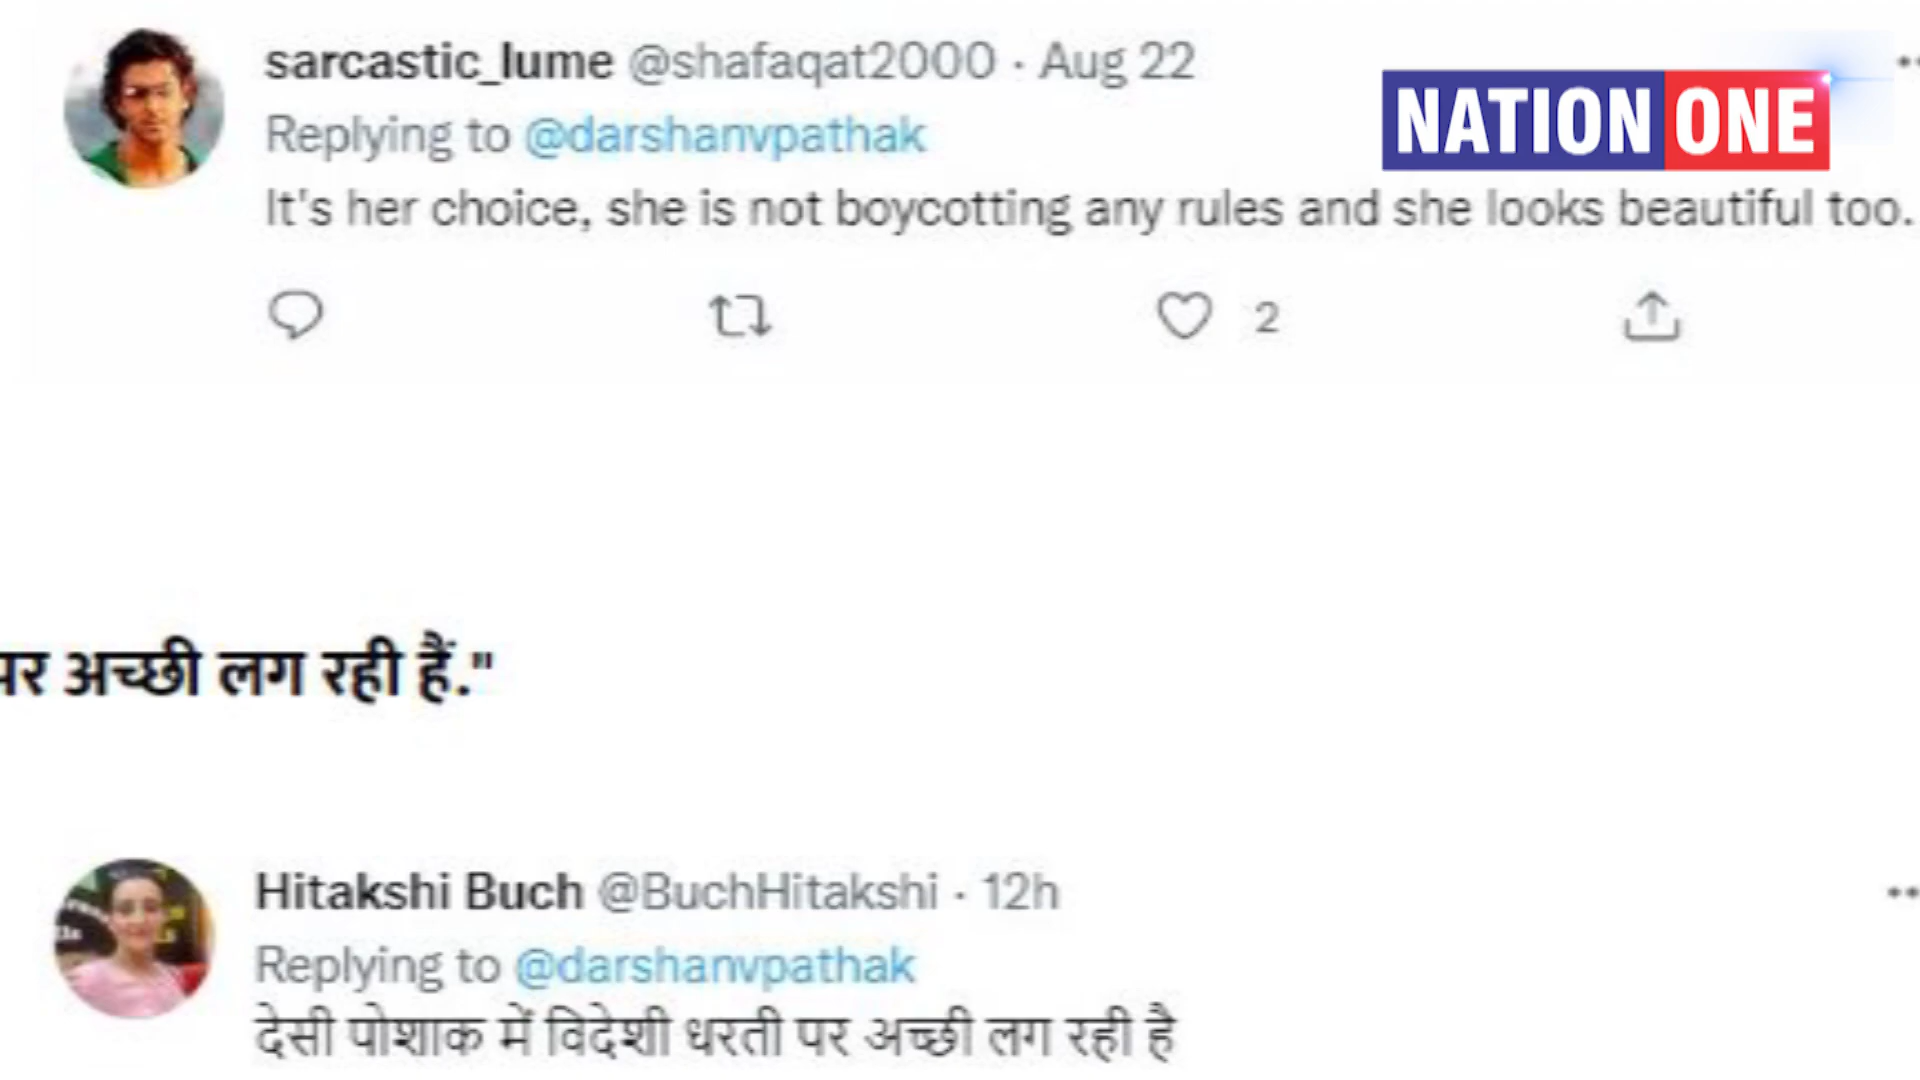 sarcastic_lume @shafaqat2000 · Aug 22
NATION ONE
Replying to @darshanvpathak
It's her choice, she is not boycotting any rules and she looks beautiful too.
2
पर अच्छी लग रही हैं."
Hitakshi Buch @BuchHitakshi · 12h
Replying to @darshanvpathak
देसी पोशाक में विदेशी धरती पर अच्छी लग रही है